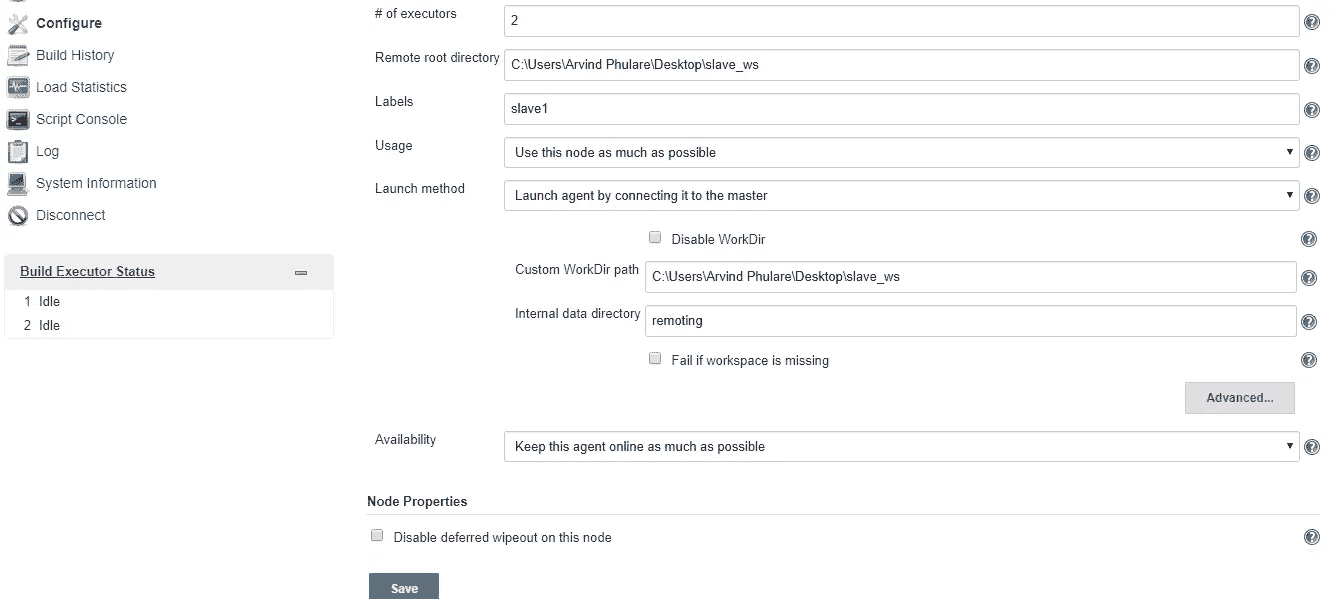 Configure
Build History
Load Statistics
Script Console
Log
System Information
Disconnect
Build Executor Status
1 Idle
2 Idle
# of executors
2
Remote root directory
C:\Users\Arvind Phulare\Desktop\slave_ws
Labels
slave1
Usage
Use this node as much as possible
Launch method
Launch agent by connecting it to the master
Disable WorkDir
Custom WorkDir path
C:\Users\Arvind Phulare\Desktop\slave_ws
Internal data directory
remoting
Fail if workspace is missing
Advanced...
Availability
Keep this agent online as much as possible
Node Properties
Disable deferred wipeout on this node
Save